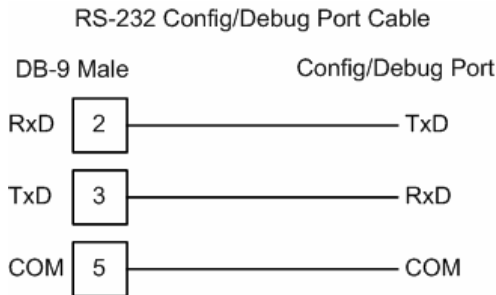 RS-232 Config/Debug Port Cable
DB-9 Male Config/Debug Port
RxD 2 TxD
TxD 3 RxD
COM 5 COM